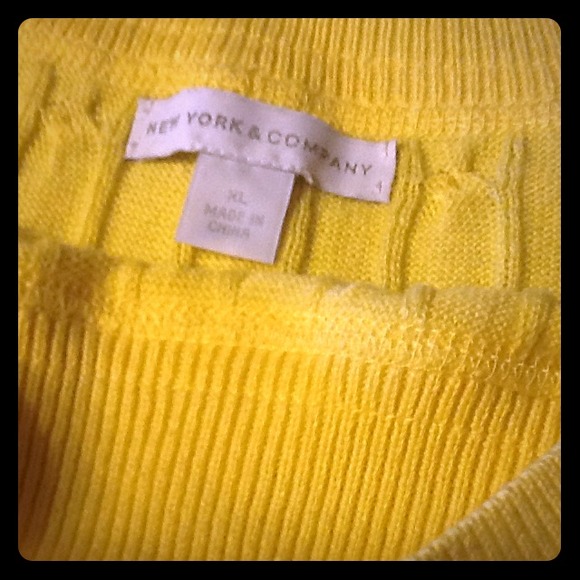 NEW YORK & COMPANY
XL
MADE IN
CHINA